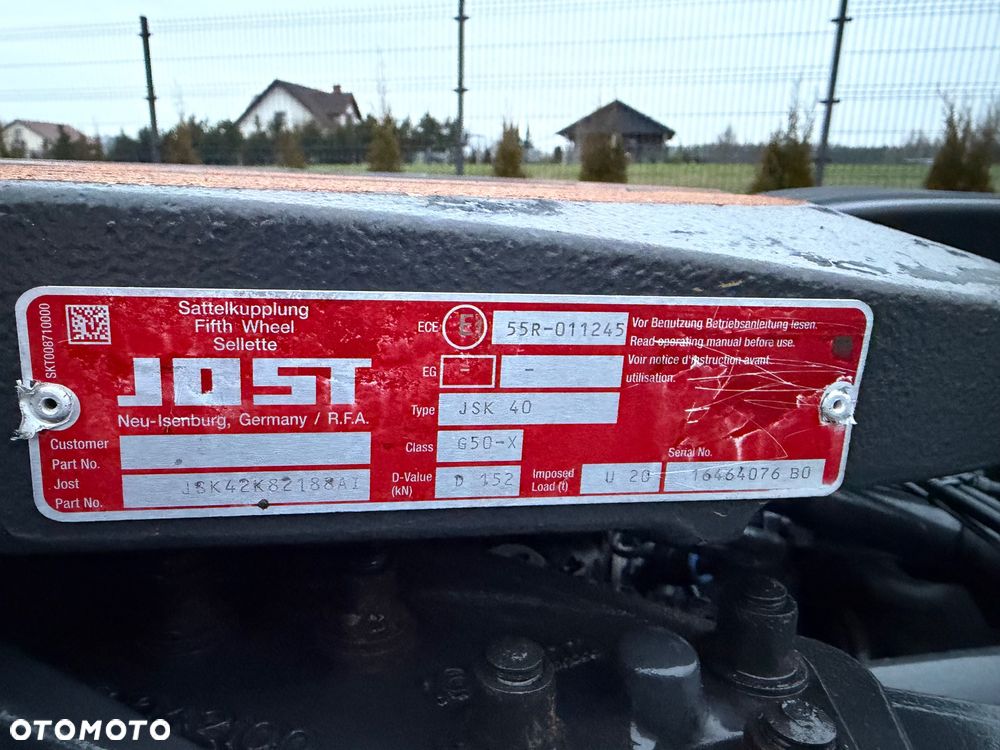 SKT008710000
Sattelkupplung
Fifth Wheel
Sellette
JOST
Neu-Isenburg, Germany / R.F.A.
Customer
Part No.
Jost
Part No.
JSK42K82188A1
ECE
E
55R-011245
EG
-
-
Type
JSK 40
Class
G50-X
D-Value
(kN)
D 152
Imposed
Load (t)
U 20
Vor Benutzung Betriebsanleitung lesen.
Read operating manual before use.
Voir notice d'instruction avant
utilisation.
Serial No.
16464076 B0
OTOMOTO